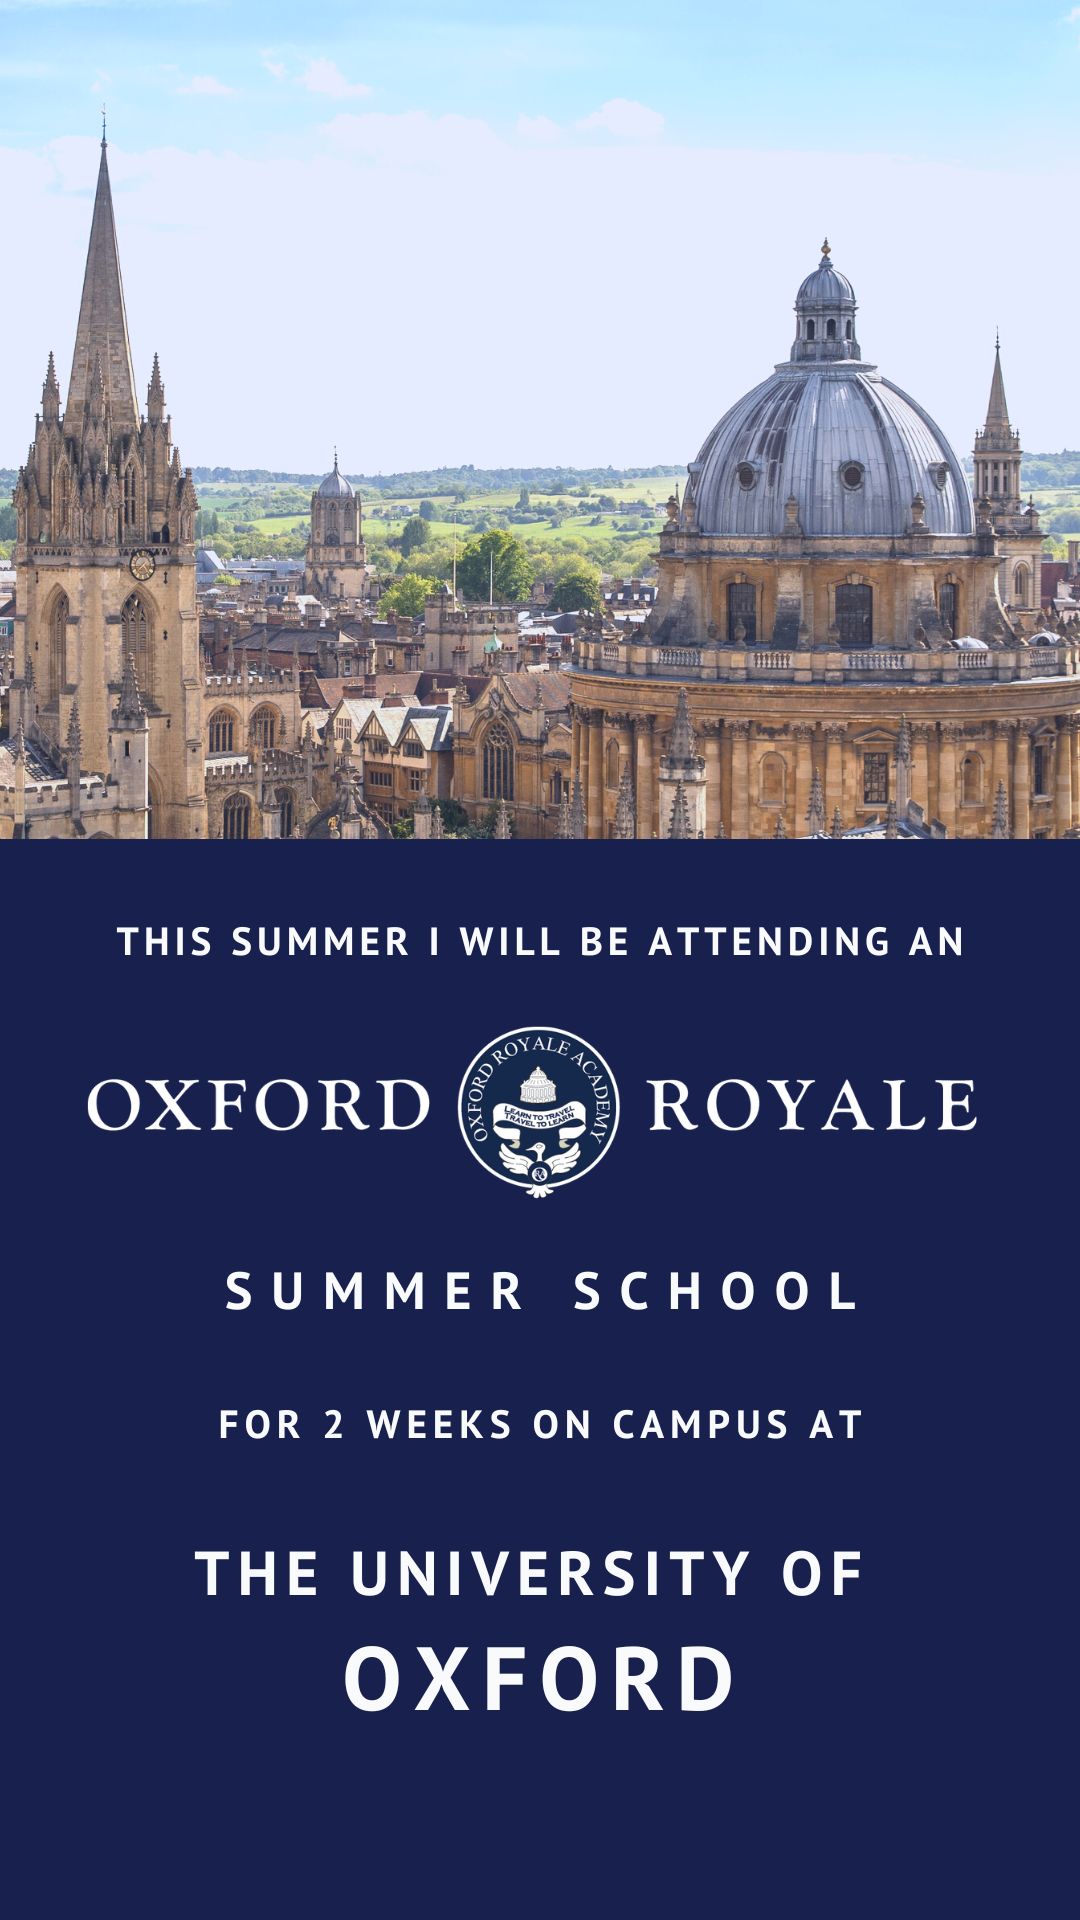 THIS SUMMER I WILL BE ATTENDING AN
OXFORD ROYALE
OXFORD ROYALE ACADEMY
LEARN TO TRAVEL
TRAVEL TO LEARN
SUMMER SCHOOL
FOR 2 WEEKS ON CAMPUS AT
THE UNIVERSITY OF
OXFORD